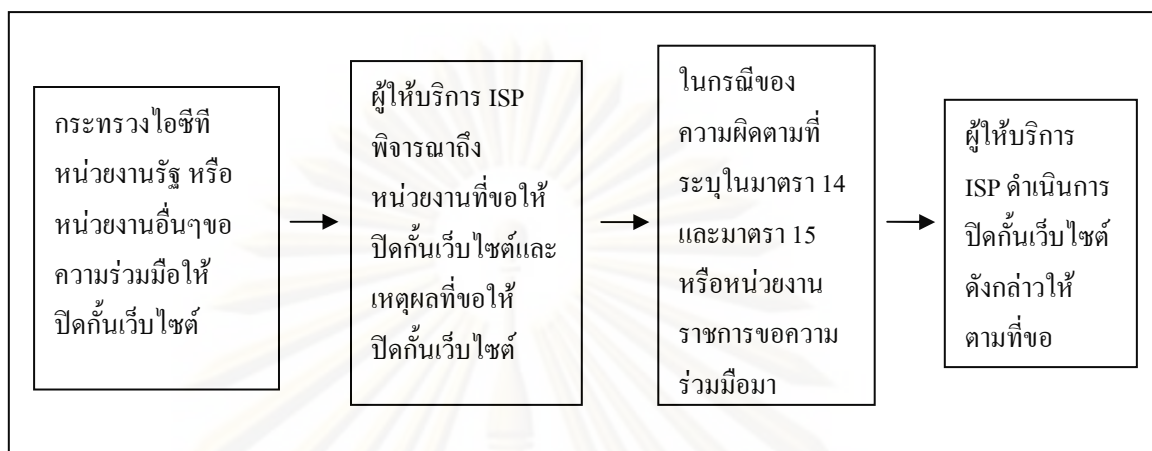 กระทรวงไอซีที
หน่วยงานรัฐ หรือ
หน่วยงานอื่นๆขอ
ความร่วมมือให้
ปิดกั้นเว็บไซต์
ผู้ให้บริการ ISP
พิจารณาถึง
หน่วยงานที่ขอให้
ปิดกั้นเว็บไซต์และ
เหตุผลที่ขอให้
ปิดกั้นเว็บไซต์
ในกรณีของ
ความผิดตามที่
ระบุในมาตรา 14
และมาตรา 15
หรือหน่วยงาน
ราชการขอความ
ร่วมมือมา
ผู้ให้บริการ
ISP ดำเนินการ
ปิดกั้นเว็บไซต์
ดังกล่าวให้
ตามที่ขอ